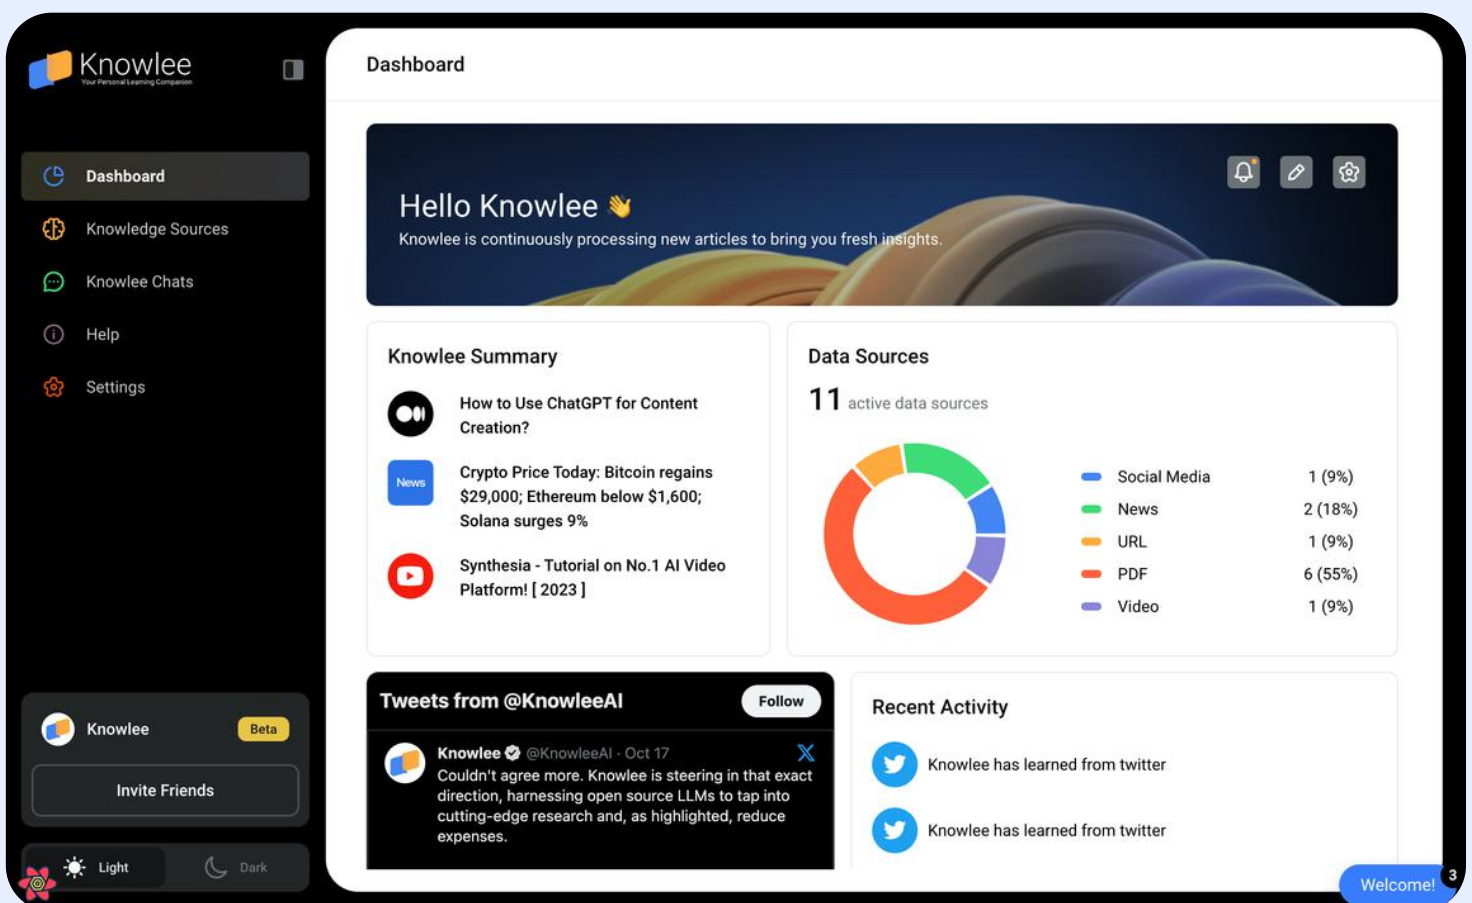 Knowlee
Your Personal Learning Companion
Dashboard
Knowledge Sources
Knowlee Chats
Help
Settings
Knowlee
Beta
Invite Friends
Light
Dark
Dashboard
Hello Knowlee 👋
Knowlee is continuously processing new articles to bring you fresh insights.
Knowlee Summary
How to Use ChatGPT for Content
Creation?
News
Crypto Price Today: Bitcoin regains
$29,000; Ethereum below $1,600;
Solana surges 9%
Synthesia - Tutorial on No.1 AI Video
Platform! [ 2023 ]
Data Sources
11 active data sources
Social Media 1 (9%)
News 2 (18%)
URL 1 (9%)
PDF 6 (55%)
Video 1 (9%)
Tweets from @KnowleeAI
Follow
Knowlee @KnowleeAI · Oct 17
Couldn't agree more. Knowlee is steering in that exact
direction, harnessing open source LLMs to tap into
cutting-edge research and, as highlighted, reduce
expenses.
Recent Activity
Knowlee has learned from twitter
Knowlee has learned from twitter
Welcome!
3